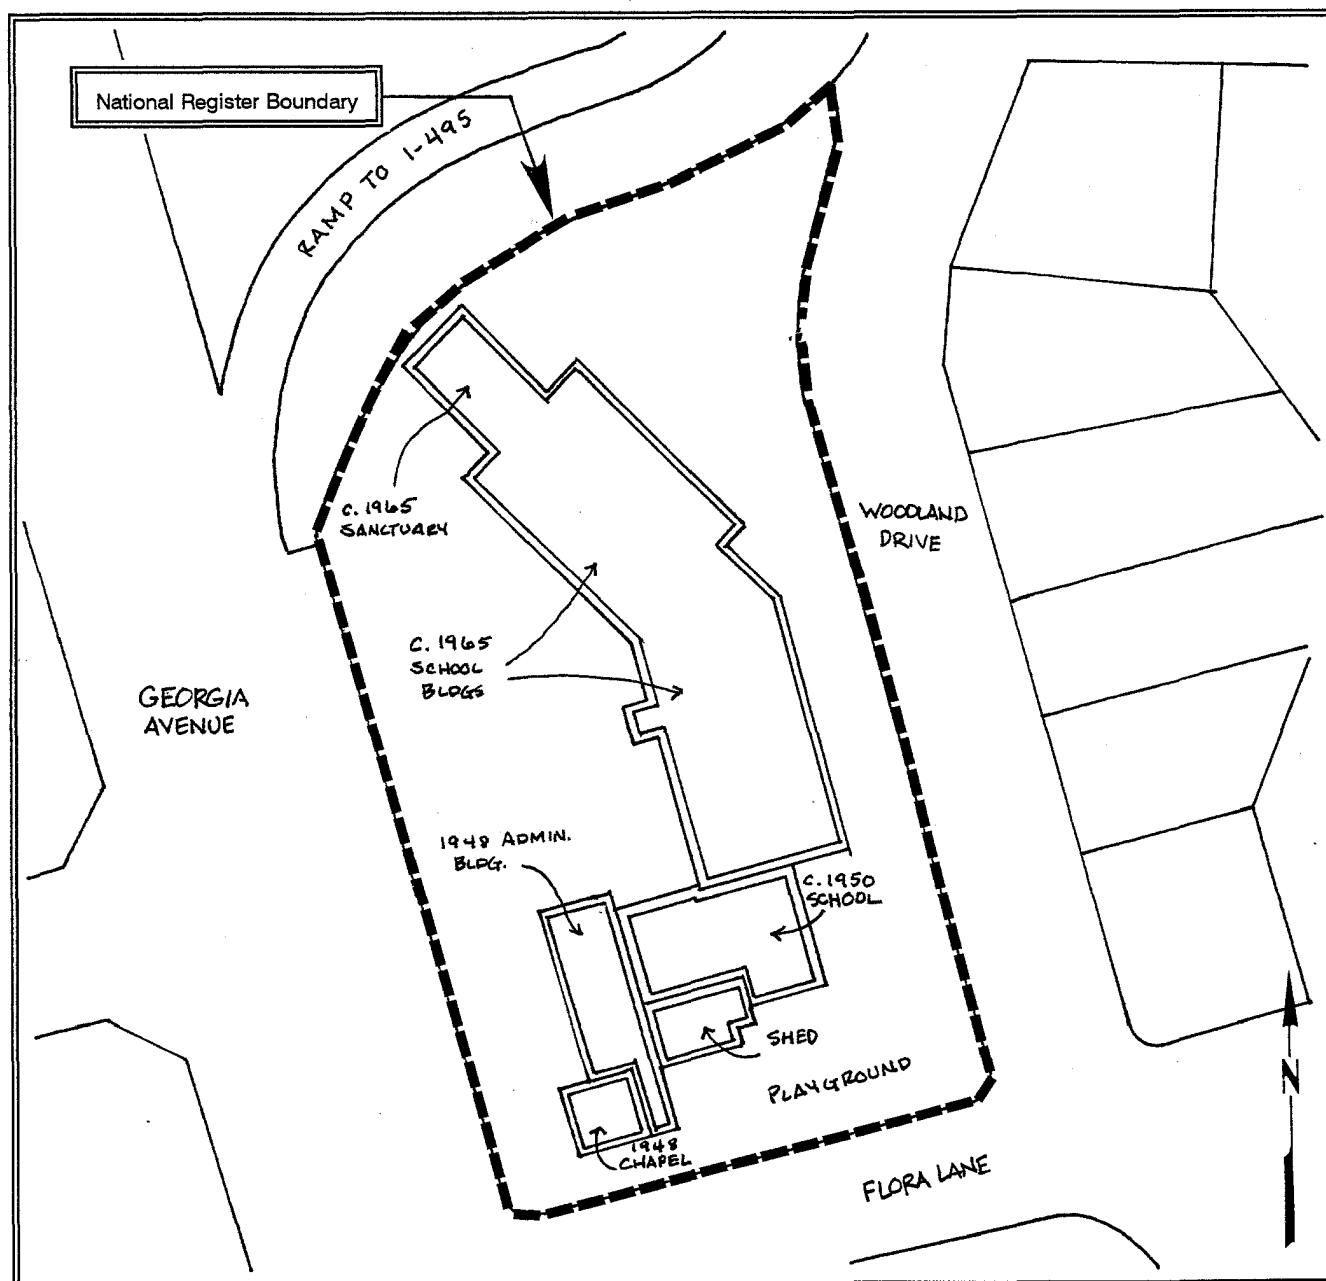 National Register Boundary
RAMP TO I-495
C. 1965
SANCTUARY
WOODLAND
DRIVE
C. 1965
SCHOOL
BLDGS
GEORGIA
AVENUE
1948 ADMIN.
BLDG.
C. 1950
SCHOOL
SHED
PLAYGROUND
N
1948
CHAPEL
FLORA LANE